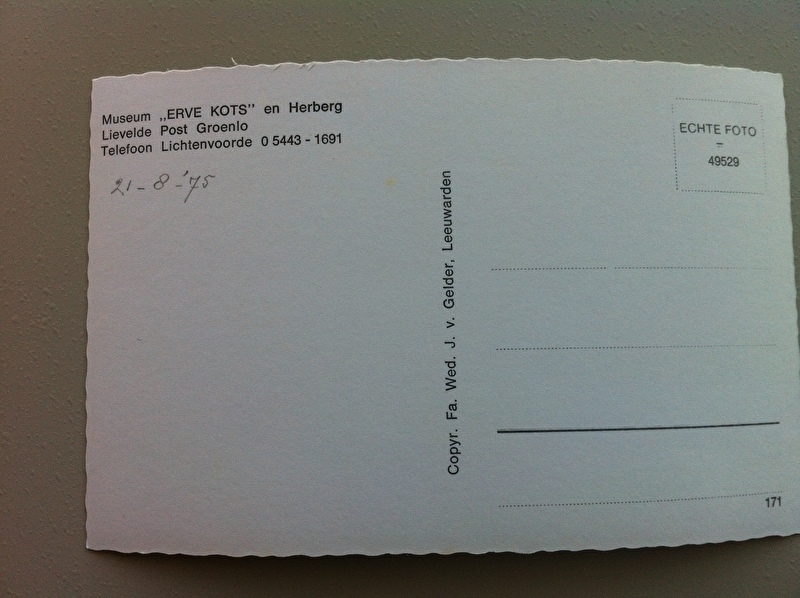 Museum ,,ERVE KOTS" en Herberg
Lievelde Post Groenlo
Telefoon Lichtenvoorde 0 5443 - 1691
21 - 8 - '75
Copyr. Fa. Wed. J. v. Gelder, Leeuwarden
ECHTE FOTO
=
49529
171